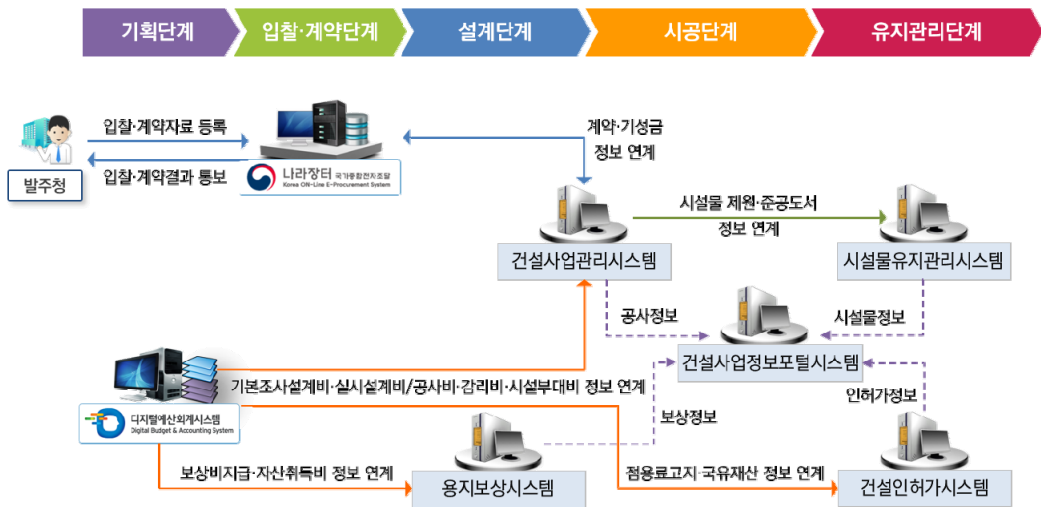 기획단계
입찰·계약단계
설계단계
시공단계
유지관리단계
입찰·계약자료 등록
입찰·계약결과 통보
발주청
나라장터 국가종합전자조달
Korea ON-Line E-Procurement System
계약·기성금
정보 연계
시설물 제원·준공도서
정보 연계
건설사업관리시스템
시설물유지관리시스템
공사정보
시설물정보
건설사업정보포털시스템
기본조사설계비·실시설계비/공사비·감리비·시설부대비 정보 연계
디지털예산회계시스템
Digital Budget & Accounting System
보상정보
인허가정보
보상비지급·자산취득비 정보 연계
용지보상시스템
점용료고지·국유재산 정보 연계
건설인허가시스템